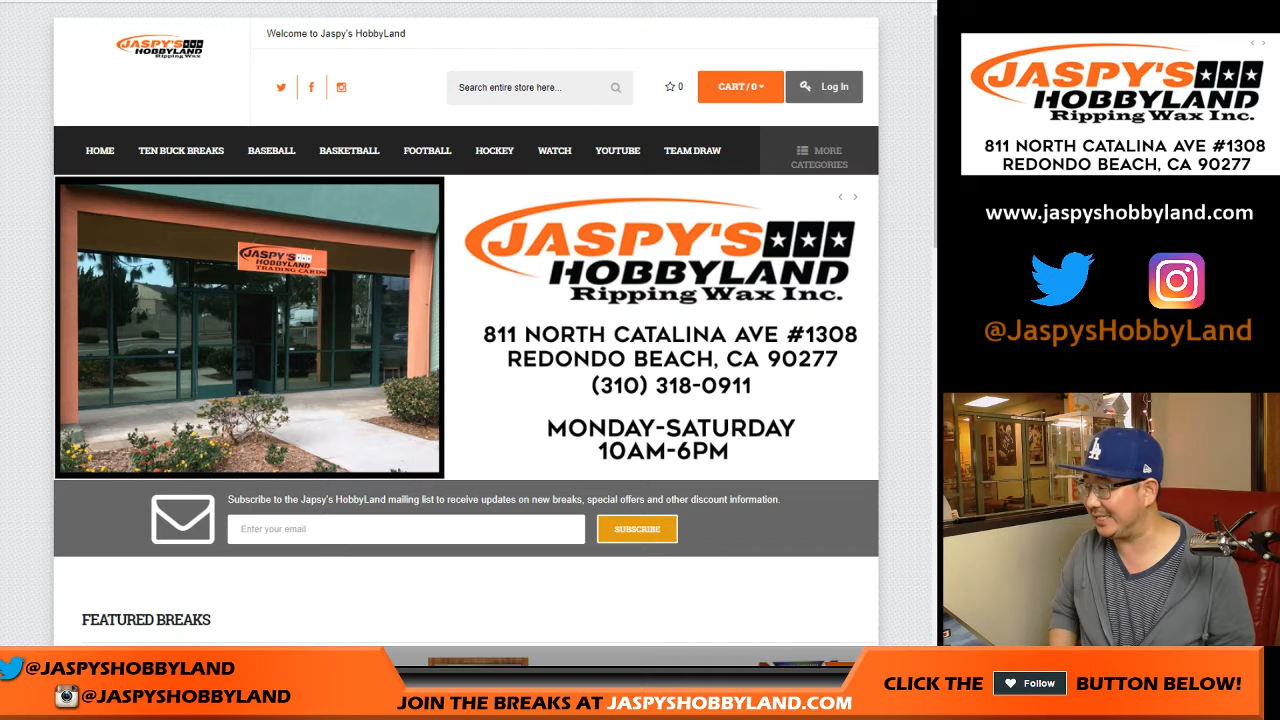 JASPY'S
HOBBYLAND
Ripping Wax
Welcome to Jaspy's HobbyLand
Search entire store here...
0
CART / 0
Log In
HOME
TEN BUCK BREAKS
BASEBALL
BASKETBALL
FOOTBALL
HOCKEY
WATCH
YOUTUBE
TEAM DRAW
MORE
CATEGORIES
JASPY'S
HOBBYLAND
TRADING CARDS
JASPY'S
HOBBYLAND
Ripping Wax Inc.
811 NORTH CATALINA AVE #1308
REDONDO BEACH, CA 90277
(310) 318-0911
MONDAY-SATURDAY
10AM-6PM
Subscribe to the Japsy's HobbyLand mailing list to receive updates on new breaks, special offers and other discount information.
Enter your email
SUBSCRIBE
FEATURED BREAKS
JASPY'S
HOBBYLAND
Ripping Wax Inc.
811 NORTH CATALINA AVE #1308
REDONDO BEACH, CA 90277
www.jaspyshobbyland.com
@JaspysHobbyLand
LA
@JASPYSHOBBYLAND
@JASPYSHOBBYLAND
JOIN THE BREAKS AT JASPYSHOBBYLAND.COM
CLICK THE Follow BUTTON BELOW!